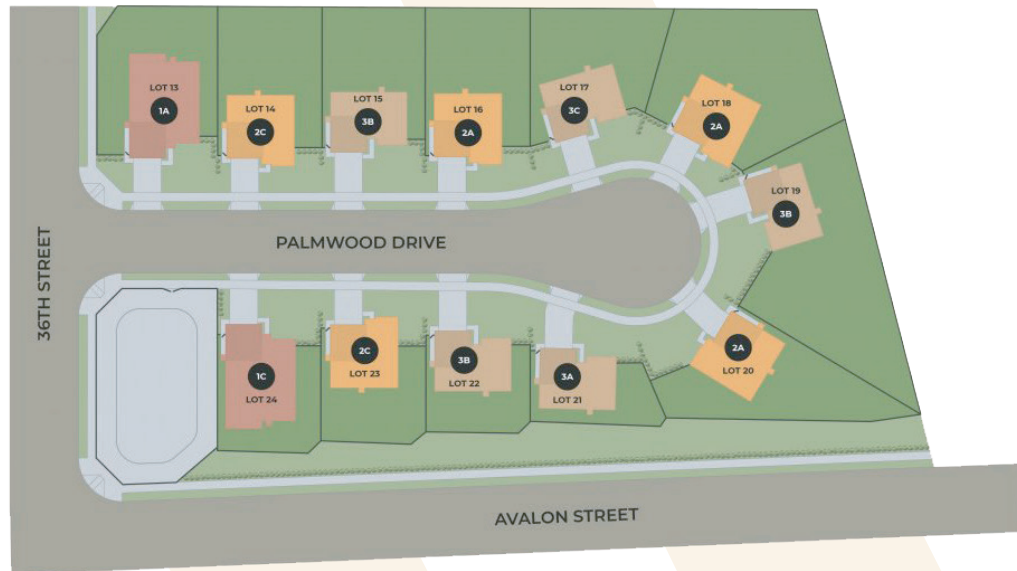 LOT 13
1A
LOT 14
2C
LOT 15
3B
LOT 16
2A
LOT 17
3C
LOT 18
2A
LOT 19
3B
PALMWOOD DRIVE
36TH STREET
1C
LOT 24
2C
LOT 23
3B
LOT 22
3A
LOT 21
2A
LOT 20
AVALON STREET